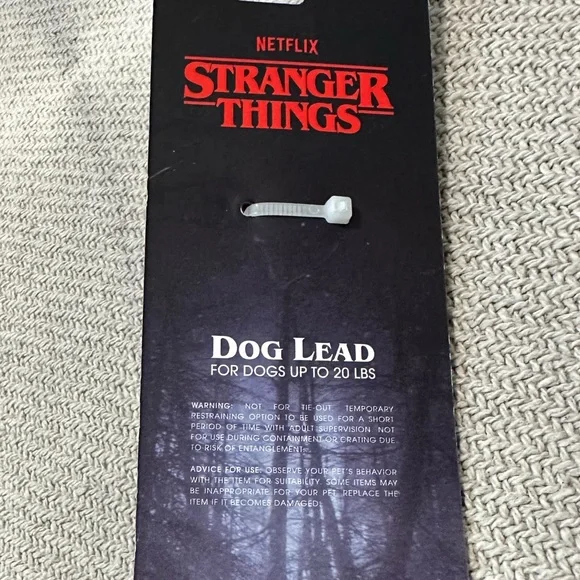 NETFLIX
STRANGER
THINGS
DOG LEAD
FOR DOGS UP TO 20 LBS
WARNING: NOT FOR TIE-OUT. TEMPORARY
RESTRAINING OPTION TO BE USED FOR A SHORT
PERIOD OF TIME WITH ADULT SUPERVISION. NOT
FOR USE DURING CONTAINMENT OR CRATING DUE
TO RISK OF ENTANGLEMENT.
ADVICE FOR USE: OBSERVE YOUR PET'S BEHAVIOR
WITH THE ITEM FOR SUITABILITY. SOME ITEMS MAY
BE INAPPROPRIATE FOR YOUR PET. REPLACE THE
ITEM IF IT BECOMES DAMAGED.